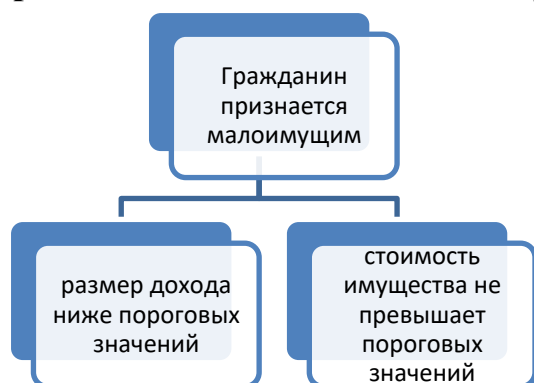 Гражданин
признается
малоимущим
размер дохода
ниже пороговых
значений
стоимость
имущества не
превышает
пороговых
значений